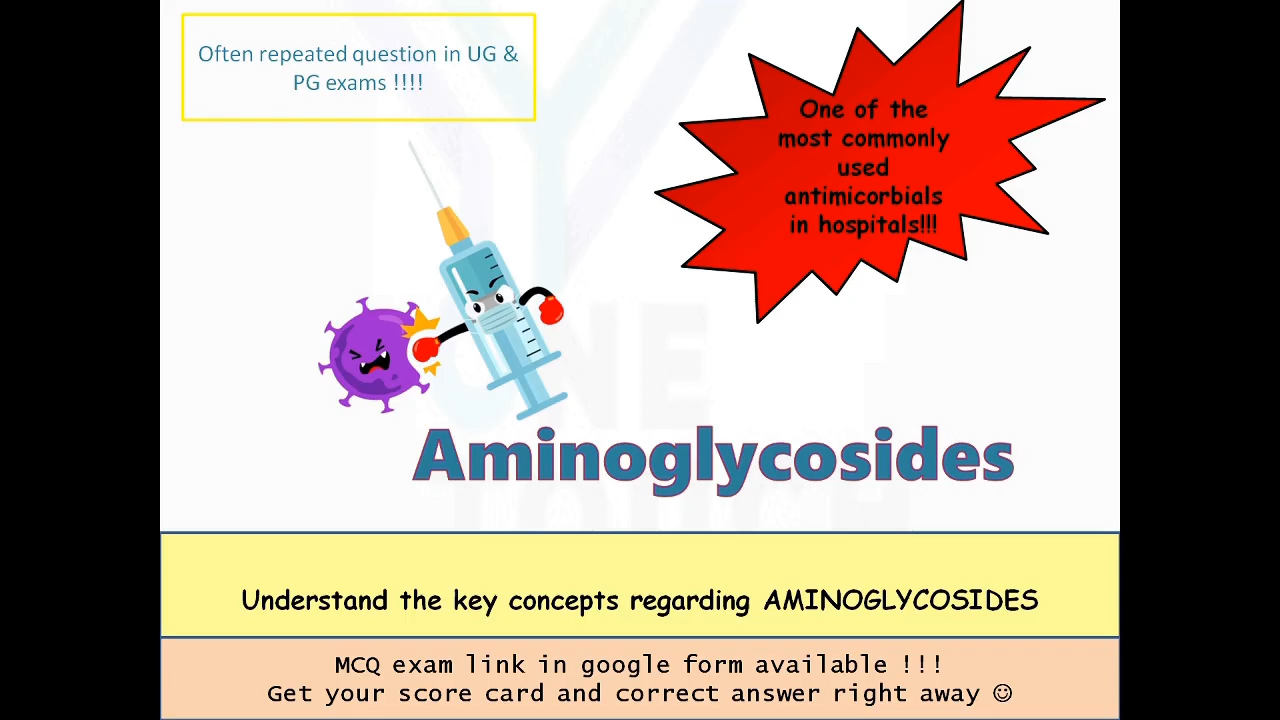 Often repeated question in UG &
PG exams !!!!
One of the
most commonly
used
antimicorbials
in hospitals!!!
Aminoglycosides
Understand the key concepts regarding AMINOGLYCOSIDES
MCQ exam link in google form available !!!
Get your score card and correct answer right away ☺